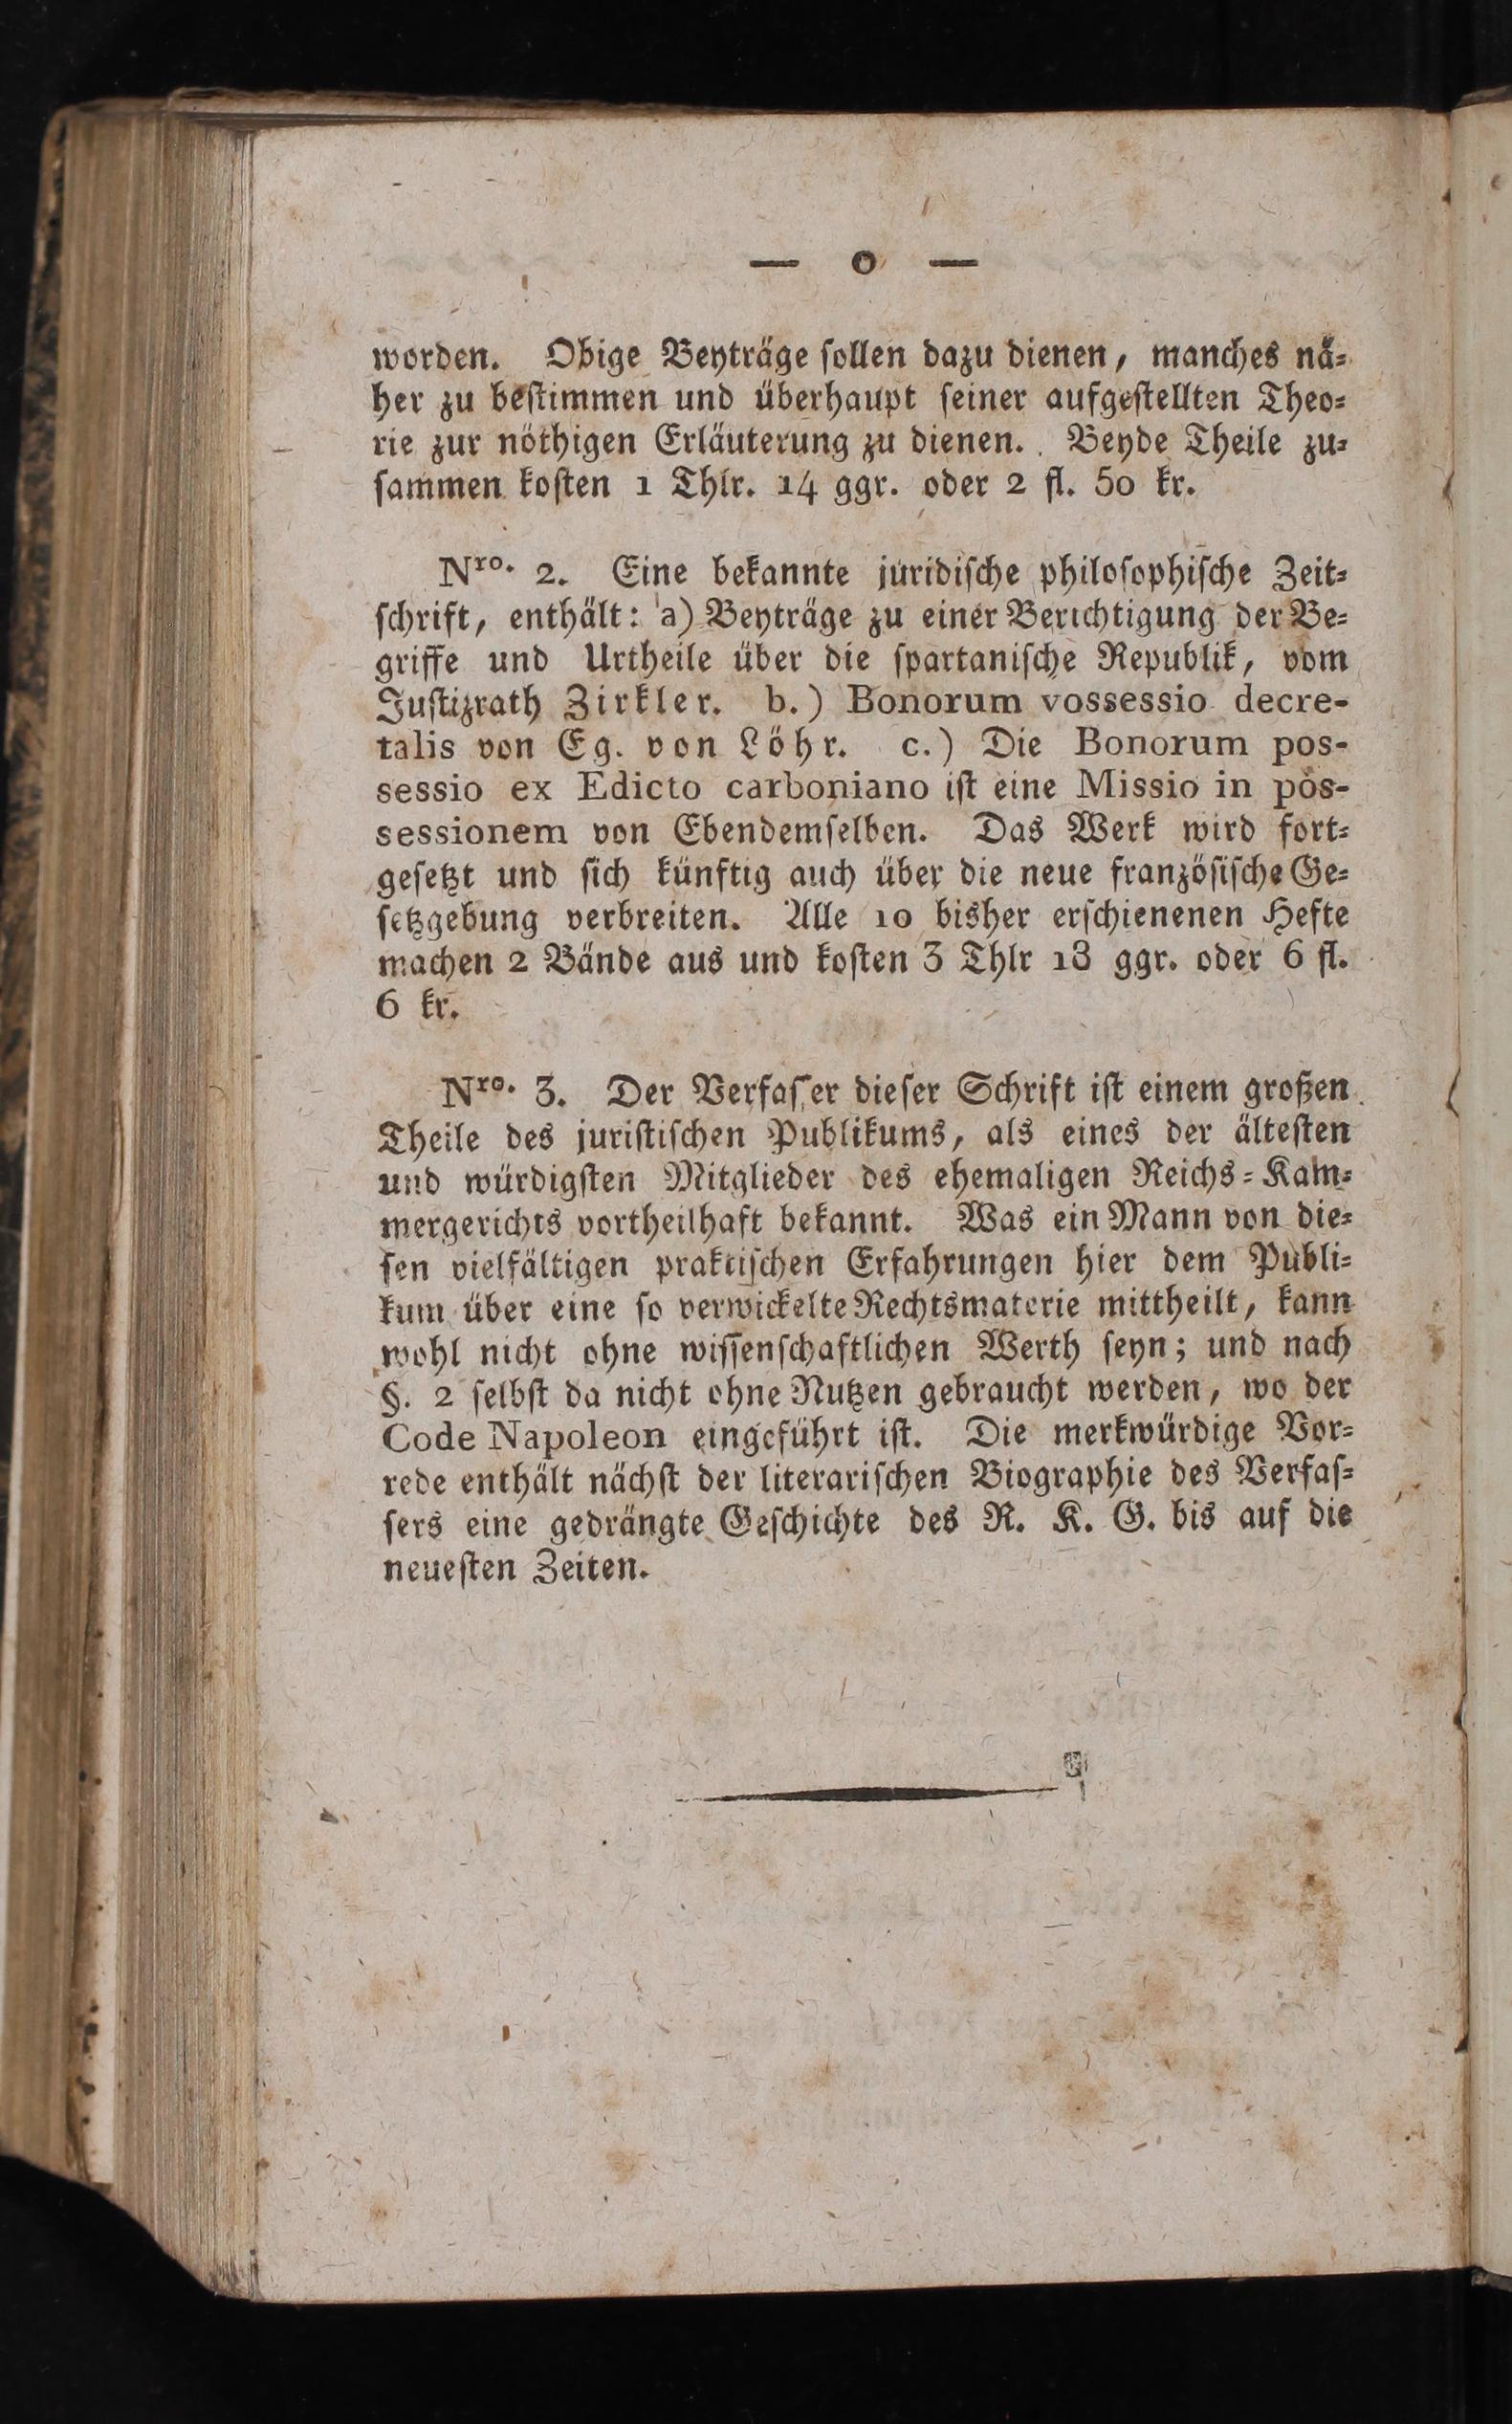 — 0 —
worden. Obige Beyträge ſollen dazu dienen, manches nä=
her zu beſtimmen und überhaupt ſeiner aufgeſtellten Theo=
rie zur nöthigen Erläuterung zu dienen. Beyde Theile zu=
ſammen koſten 1 Thlr. 14 ggr. oder 2 fl. 50 kr.
Nro. 2. Eine bekannte juridiſche philoſophiſche Zeit=
ſchrift, enthält: a) Beyträge zu einer Berichtigung der Be=
griffe und Urtheile über die ſpartaniſche Republik, vom
Juſtizrath Zirkler. b.) Bonorum vossessio decre-
talis von Eg. von Löhr. c.) Die Bonorum pos-
sessio ex Edicto carboniano iſt eine Missio in pos-
sessionem von Ebendemſelben. Das Werk wird fort=
geſetzt und ſich künftig auch über die neue franzöſiſche Ge=
ſetzgebung verbreiten. Alle 10 bisher erſchienenen Hefte
machen 2 Bände aus und koſten 3 Thlr 18 ggr. oder 6 fl.
6 kr.
Nro. 3. Der Verfaſſer dieſer Schrift iſt einem großen
Theile des juriſtiſchen Publikums, als eines der älteſten
und würdigſten Mitglieder des ehemaligen Reichs=Kam=
mergerichts vortheilhaft bekannt. Was ein Mann von die=
ſen vielfältigen praktiſchen Erfahrungen hier dem Publi=
kum über eine ſo verwickelte Rechtsmaterie mittheilt, kann
wohl nicht ohne wiſſenſchaftlichen Werth ſeyn; und nach
§. 2 ſelbſt da nicht ohne Nutzen gebraucht werden, wo der
Code Napoleon eingeführt iſt. Die merkwürdige Vor=
rede enthält nächſt der literariſchen Biographie des Verfaſ=
ſers eine gedrängte Geſchichte des R. K. G. bis auf die
neueſten Zeiten.